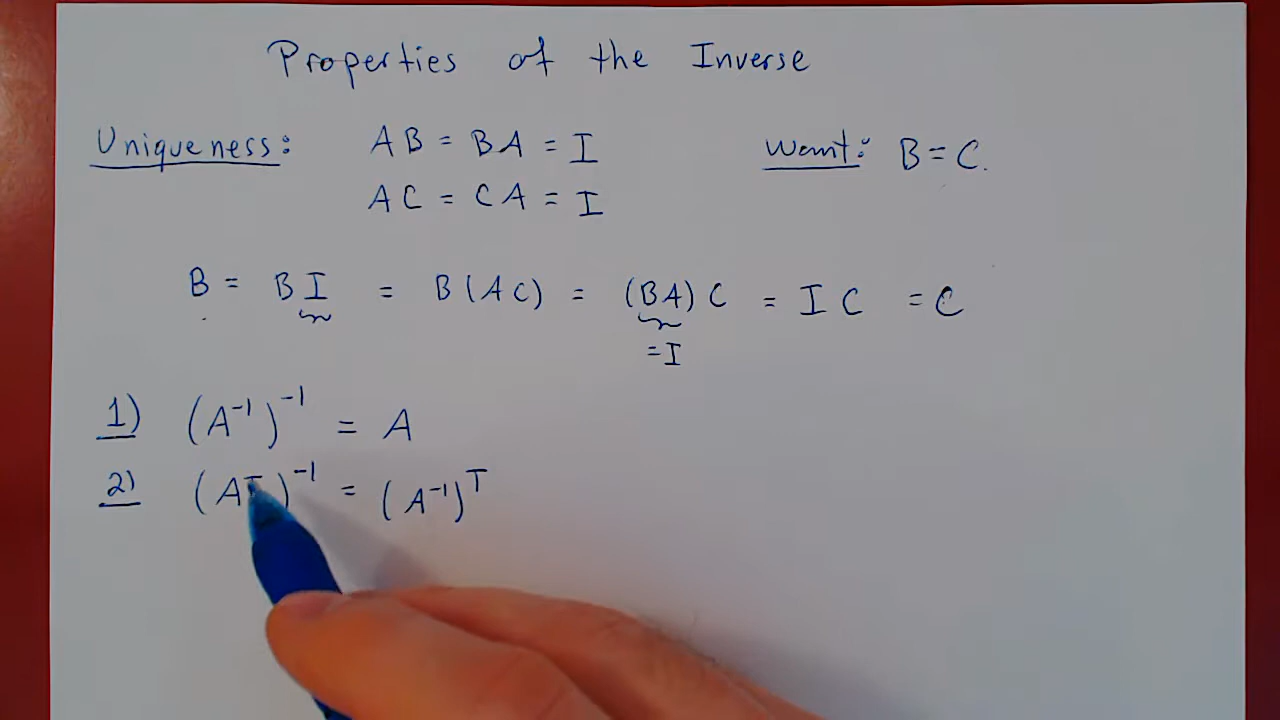 Properties of the Inverse
Uniqueness: AB = BA = I Want: B = C.
AC = CA = I
B = BI = B(AC) = (BA)C = IC = C
= I
1) (A⁻¹)⁻¹ = A
2) (Aᵀ)⁻¹ = (A⁻¹)ᵀ